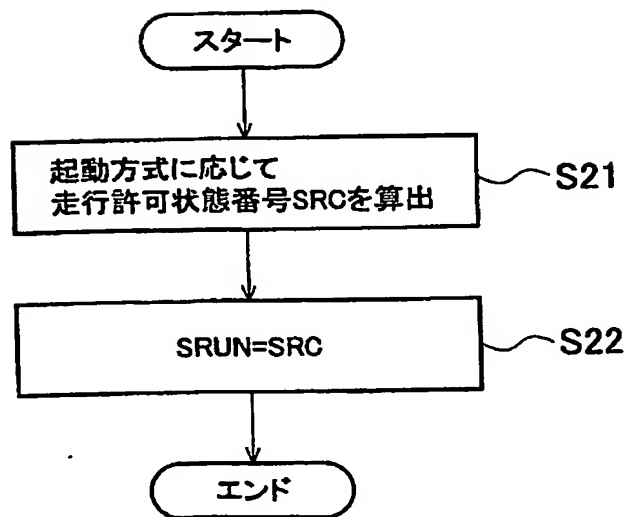 スタート
起動方式に応じて
走行許可状態番号SRCを算出
S21
SRUN=SRC
S22
エンド